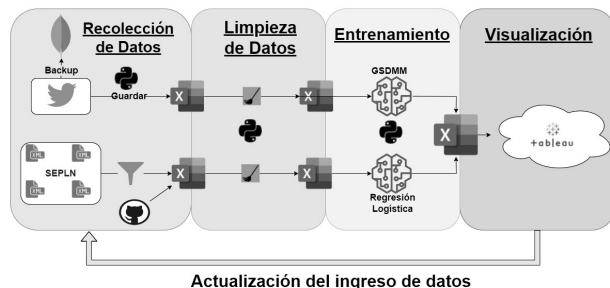 Recolección
de Datos
Limpieza
de Datos
Entrenamiento
Visualización
Backup
Guardar
X
X
GSDMM
X
+ableau
XML
XML
SEPLN
XML
XML
X
X
Regresión
Logística
Actualización del ingreso de datos